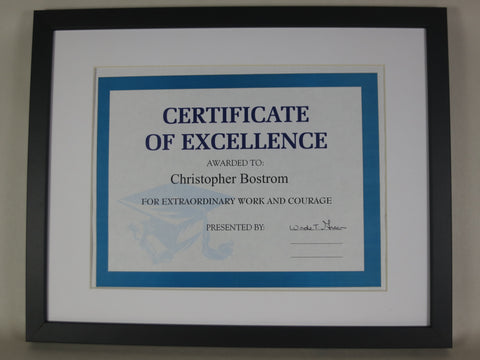 CERTIFICATE
OF EXCELLENCE
AWARDED TO:
Christopher Bostrom
FOR EXTRAORDINARY WORK AND COURAGE
PRESENTED BY: